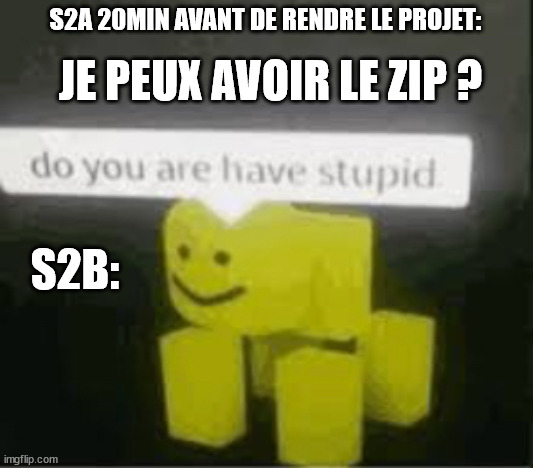 S2A 20MIN AVANT DE RENDRE LE PROJET:
JE PEUX AVOIR LE ZIP ?
do you are have stupid
S2B:
imgflip.com